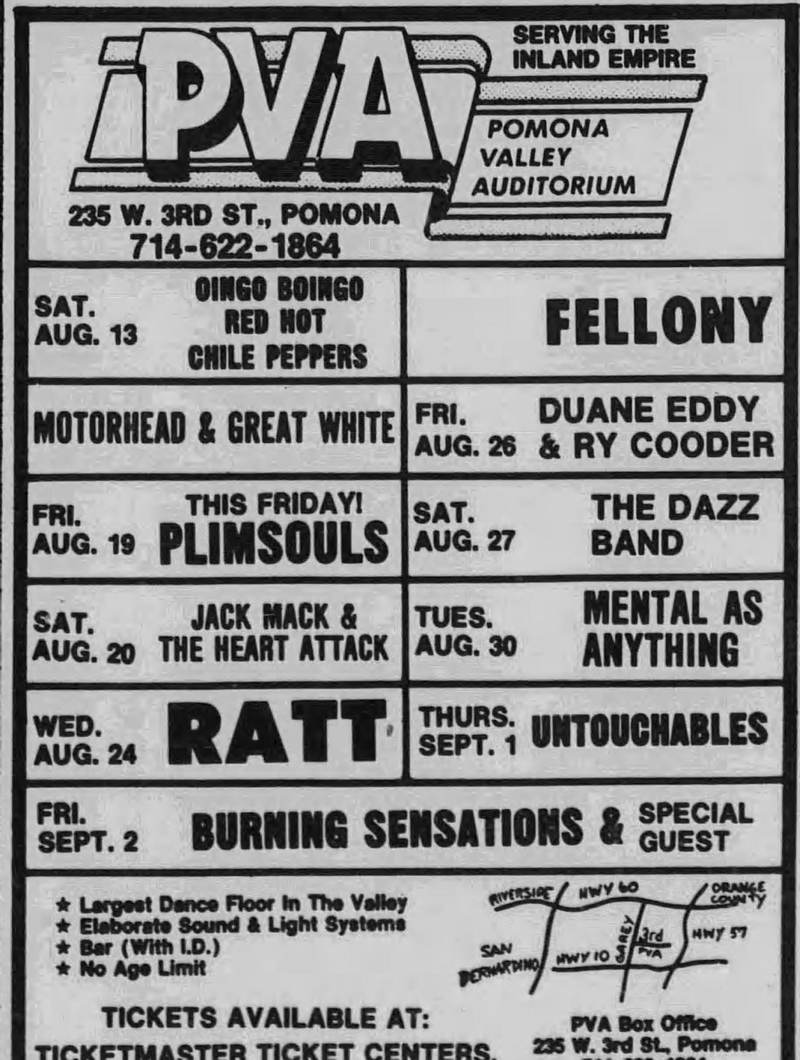 PVA
SERVING THE
INLAND EMPIRE
POMONA
VALLEY
AUDITORIUM
235 W. 3RD ST., POMONA
714-622-1864
SAT.
AUG. 13
OINGO BOINGO
RED HOT
CHILE PEPPERS
FELLONY
MOTORHEAD & GREAT WHITE
FRI.
AUG. 26
DUANE EDDY
& RY COODER
FRI.
AUG. 19
THIS FRIDAY!
PLIMSOULS
SAT.
AUG. 27
THE DAZZ
BAND
SAT.
AUG. 20
JACK MACK &
THE HEART ATTACK
TUES.
AUG. 30
MENTAL AS
ANYTHING
WED.
AUG. 24
RATT
THURS.
SEPT. 1
UNTOUCHABLES
FRI.
SEPT. 2
BURNING SENSATIONS &
SPECIAL
GUEST
★ Largest Dance Floor In The Valley
★ Elaborate Sound & Light Systems
★ Bar (With I.D.)
★ No Age Limit
RIVERSIDE
HWY 60
ORANGE
COUNTY
SAN
BERNARDINO
HWY 10
GAREY
3rd
PVA
HWY 57
TICKETS AVAILABLE AT:
TICKETMASTER TICKET CENTERS.
PVA Box Office
235 W. 3rd St., Pomona